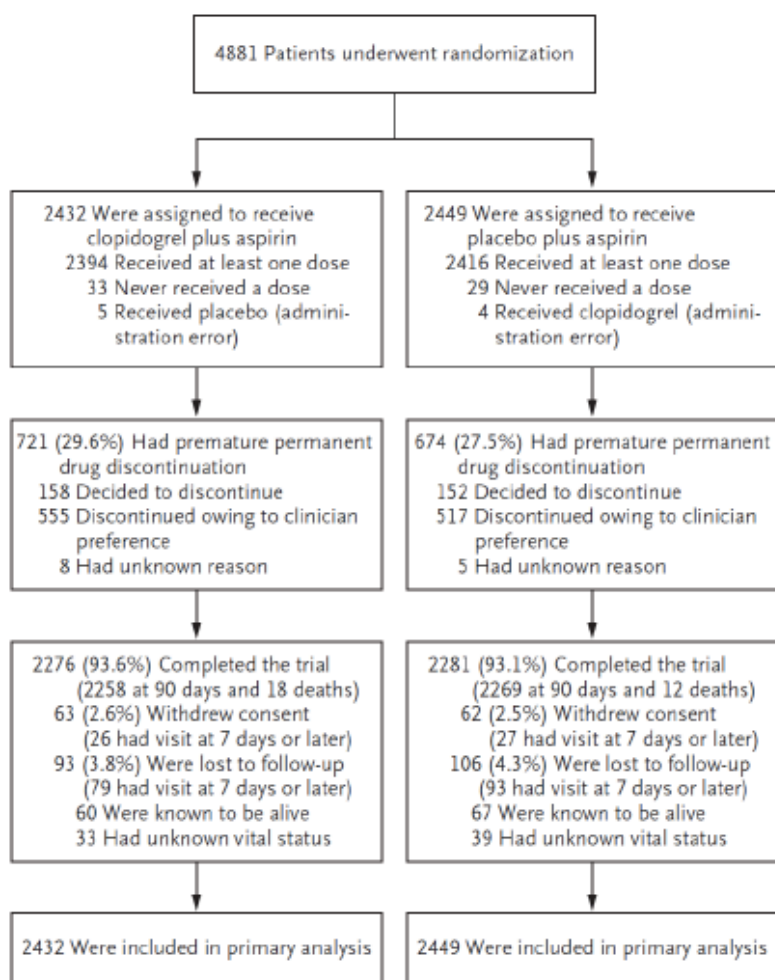 4881 Patients underwent randomization
2432 Were assigned to receive
clopidogrel plus aspirin
2394 Received at least one dose
33 Never received a dose
5 Received placebo (admini-
stration error)
2449 Were assigned to receive
placebo plus aspirin
2416 Received at least one dose
29 Never received a dose
4 Received clopidogrel (admini-
stration error)
721 (29.6%) Had premature permanent
drug discontinuation
158 Decided to discontinue
555 Discontinued owing to clinician
preference
8 Had unknown reason
674 (27.5%) Had premature permanent
drug discontinuation
152 Decided to discontinue
517 Discontinued owing to clinician
preference
5 Had unknown reason
2276 (93.6%) Completed the trial
(2258 at 90 days and 18 deaths)
63 (2.6%) Withdrew consent
(26 had visit at 7 days or later)
93 (3.8%) Were lost to follow-up
(79 had visit at 7 days or later)
60 Were known to be alive
33 Had unknown vital status
2281 (93.1%) Completed the trial
(2269 at 90 days and 12 deaths)
62 (2.5%) Withdrew consent
(27 had visit at 7 days or later)
106 (4.3%) Were lost to follow-up
(93 had visit at 7 days or later)
67 Were known to be alive
39 Had unknown vital status
2432 Were included in primary analysis
2449 Were included in primary analysis